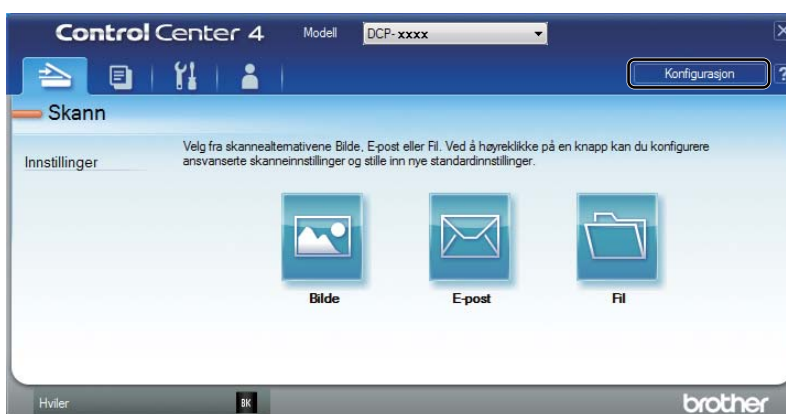 Control Center 4 Modell DCP-xxxx
Konfigurasjon ?
Skann
Innstillinger
Velg fra skannealternativene Bilde, E-post eller Fil. Ved å høyreklikke på en knapp kan du konfigurere
ansvanserte skanneinnstillinger og stille inn nye standardinnstillinger.
Bilde E-post Fil
Hviler BK brother